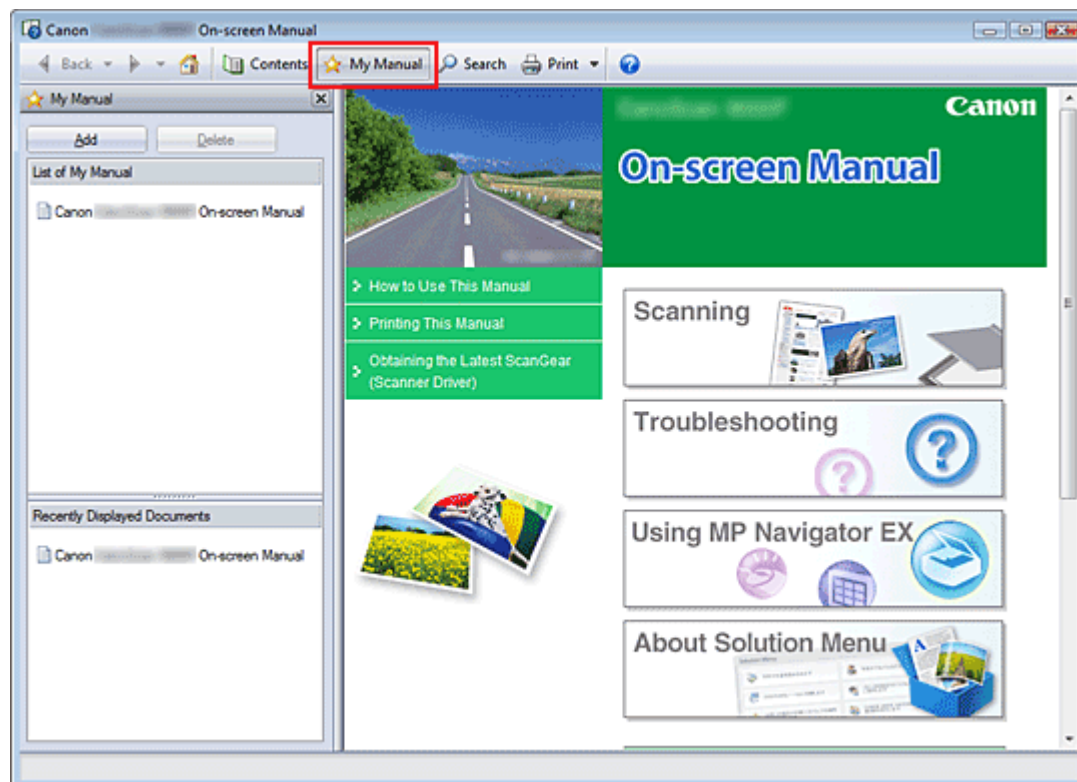 Canon On-screen Manual
Back Contents My Manual Search Print
My Manual
Add Delete
List of My Manual
Canon On-screen Manual
Recently Displayed Documents
Canon On-screen Manual
Canon
On-screen Manual
How to Use This Manual
Printing This Manual
Obtaining the Latest ScanGear
(Scanner Driver)
Scanning
Troubleshooting
Using MP Navigator EX
About Solution Menu